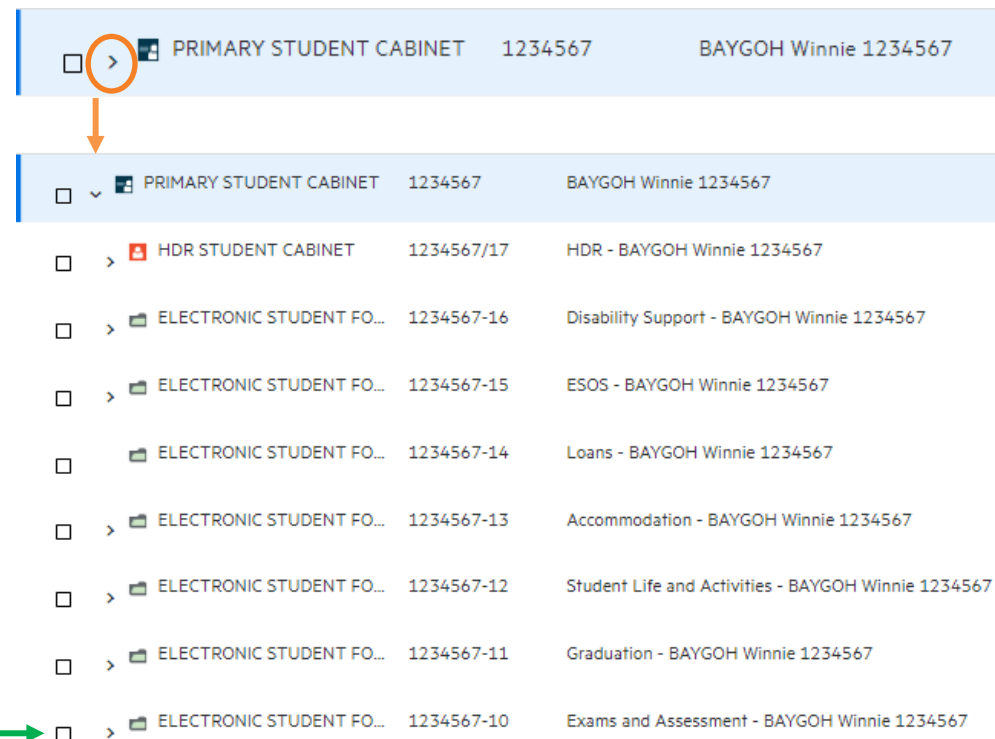 PRIMARY STUDENT CABINET 1234567 BAYGOH Winnie 1234567
PRIMARY STUDENT CABINET 1234567 BAYGOH Winnie 1234567
HDR STUDENT CABINET 1234567/17 HDR - BAYGOH Winnie 1234567
ELECTRONIC STUDENT FO... 1234567-16 Disability Support - BAYGOH Winnie 1234567
ELECTRONIC STUDENT FO... 1234567-15 ESOS - BAYGOH Winnie 1234567
ELECTRONIC STUDENT FO... 1234567-14 Loans - BAYGOH Winnie 1234567
ELECTRONIC STUDENT FO... 1234567-13 Accommodation - BAYGOH Winnie 1234567
ELECTRONIC STUDENT FO... 1234567-12 Student Life and Activities - BAYGOH Winnie 1234567
ELECTRONIC STUDENT FO... 1234567-11 Graduation - BAYGOH Winnie 1234567
ELECTRONIC STUDENT FO... 1234567-10 Exams and Assessment - BAYGOH Winnie 1234567